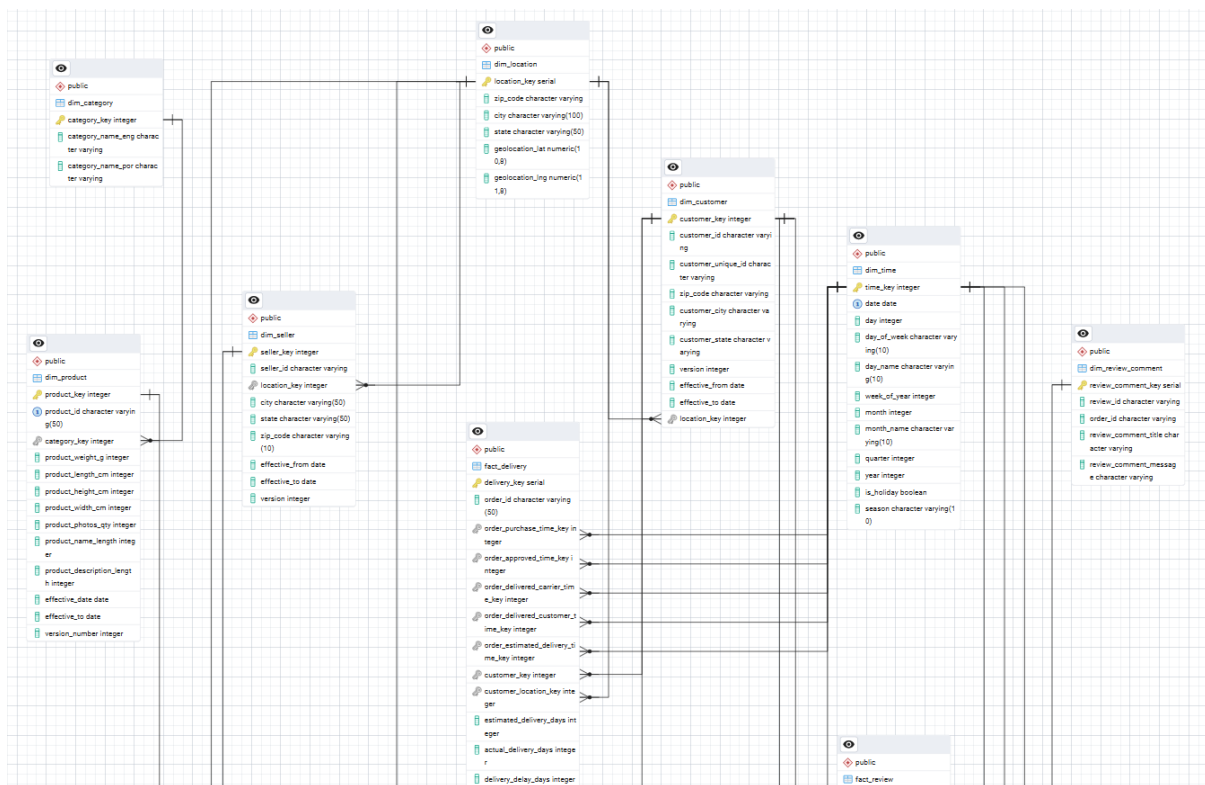 public
dim_location
location_key serial
zip_code character varying
city character varying(100)
state character varying(50)
geolocation_lat numeric(1
0,8)
geolocation_lng numeric(1
1,8)
public
dim_category
category_key integer
category_name_eng charac
ter varying
category_name_por charac
ter varying
public
dim_customer
customer_key integer
customer_id character varyi
ng
customer_unique_id charac
ter varying
zip_code character varying
customer_city character va
rying
customer_state character v
arying
version integer
effective_from date
effective_to date
location_key integer
public
dim_time
time_key integer
date date
day integer
day_of_week character vary
ing(10)
day_name character varyin
g(10)
week_of_year integer
month integer
month_name character var
ying(10)
quarter integer
year integer
is_holiday boolean
season character varying(1
0)
public
dim_seller
seller_key integer
seller_id character varying
location_key integer
city character varying(50)
state character varying(50)
zip_code character varying
(10)
effective_from date
effective_to date
version integer
public
dim_product
product_key integer
product_id character varyin
g(50)
category_key integer
product_weight_g integer
product_length_cm integer
product_height_cm integer
product_width_cm integer
product_photos_qty integer
product_name_length integ
er
product_description_lengt
h integer
effective_date date
effective_to date
version_number integer
public
dim_review_comment
review_comment_key serial
review_id character varying
order_id character varying
review_comment_title char
acter varying
review_comment_messag
e character varying
public
fact_delivery
delivery_key serial
order_id character varying
(50)
order_purchase_time_key in
teger
order_approved_time_key i
nteger
order_delivered_carrier_tim
e_key integer
order_delivered_customer_t
ime_key integer
order_estimated_delivery_ti
me_key integer
customer_key integer
customer_location_key inte
ger
estimated_delivery_days int
eger
actual_delivery_days intege
r
delivery_delay_days integer
public
fact_review